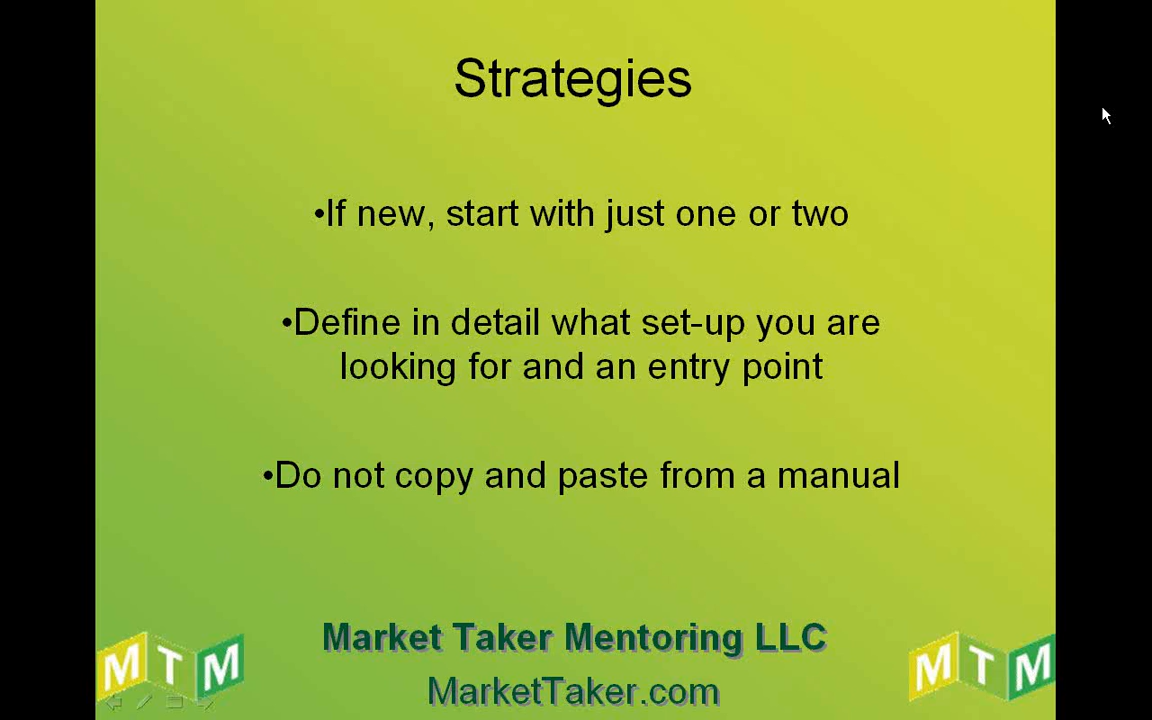 Strategies
•If new, start with just one or two
•Define in detail what set-up you are
looking for and an entry point
•Do not copy and paste from a manual
Market Taker Mentoring LLC
MarketTaker.com
MTM
MTM